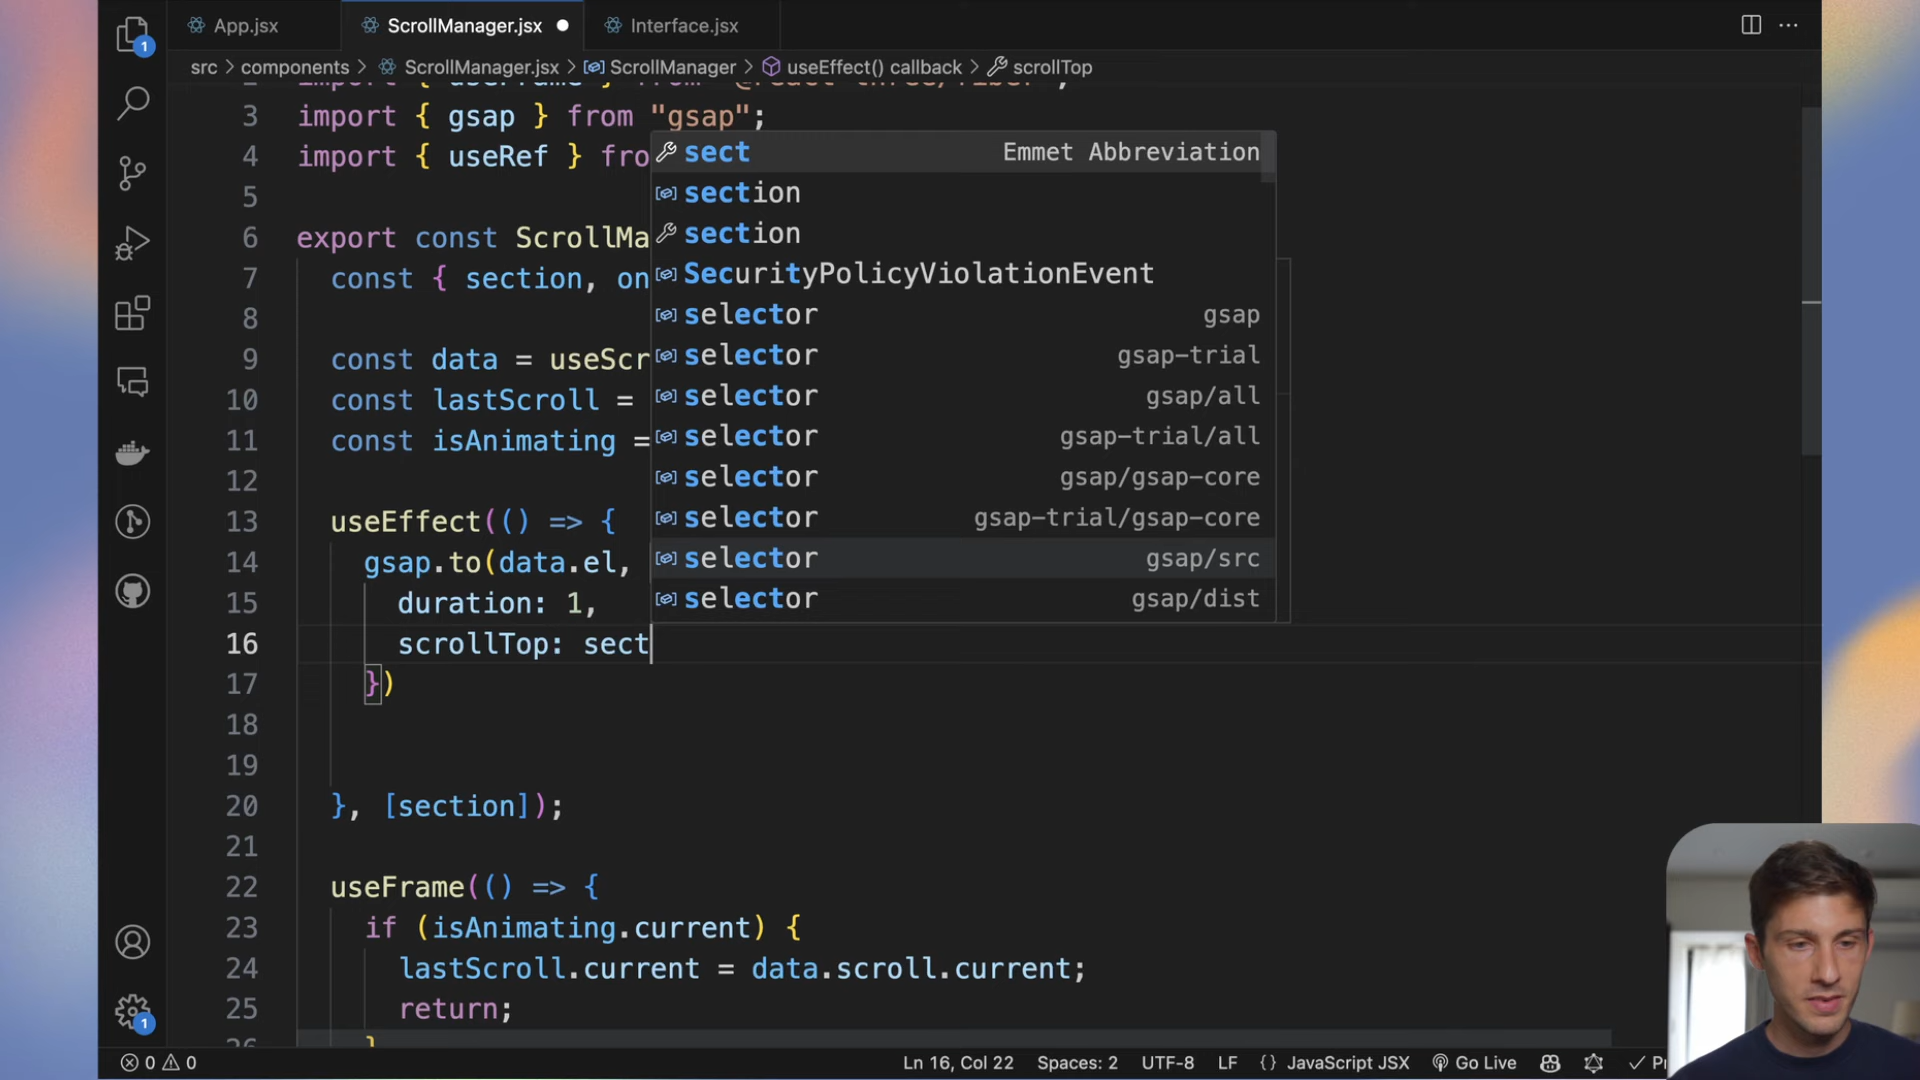 App.jsx
ScrollManager.jsx
Interface.jsx
src > components > ScrollManager.jsx > ScrollManager > useEffect() callback > scrollTop
3 import { gsap } from "gsap";
4 import { useRef } fro
5
6 export const ScrollMa
7 const { section, on
8
9 const data = useScr
10 const lastScroll =
11 const isAnimating =
12
13 useEffect(() => {
14 gsap.to(data.el,
15 duration: 1,
16 scrollTop: sect
17 })
18
19
20 }, [section]);
21
22 useFrame(() => {
23 if (isAnimating.current) {
24 lastScroll.current = data.scroll.current;
25 return;
sect Emmet Abbreviation
section
section
SecurityPolicyViolationEvent
selector gsap
selector gsap-trial
selector gsap/all
selector gsap-trial/all
selector gsap/gsap-core
selector gsap-trial/gsap-core
selector gsap/src
selector gsap/dist
1
1
0 0
Ln 16, Col 22 Spaces: 2 UTF-8 LF {} JavaScript JSX Go Live